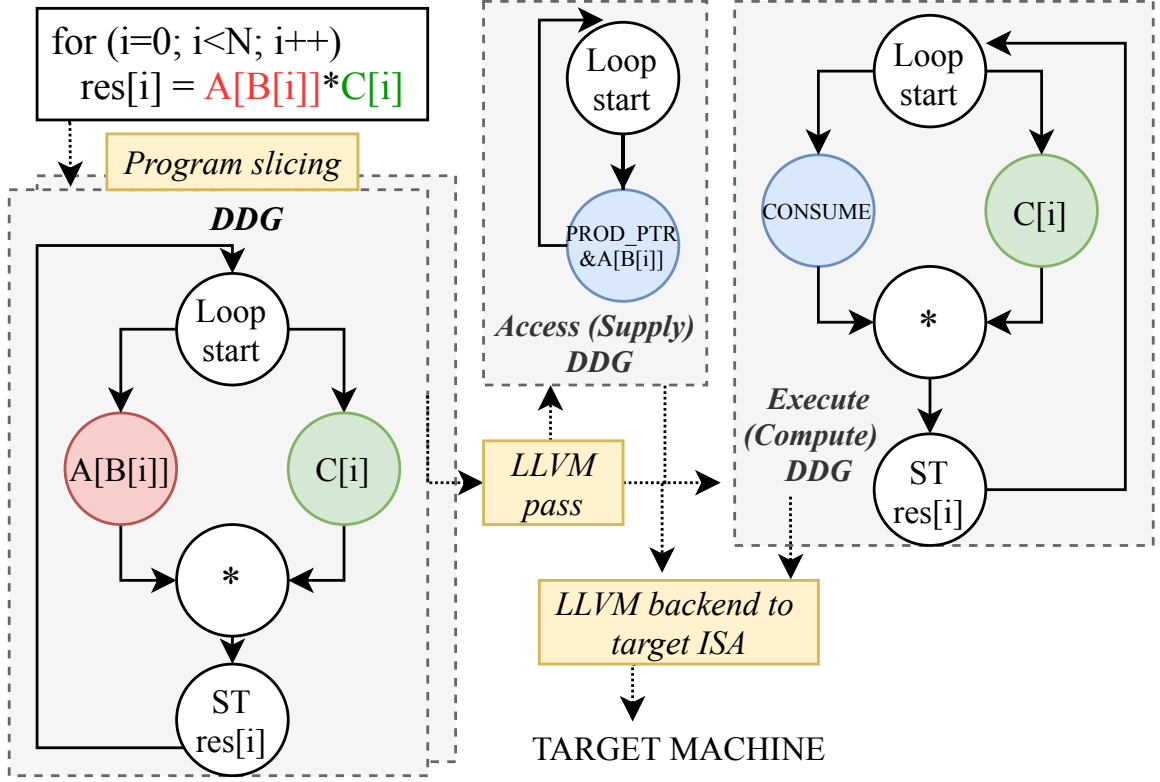 for (i=0; i<N; i++)
res[i] = A[B[i]]*C[i]
Program slicing
DDG
Loop
start
A[B[i]]
C[i]
*
ST
res[i]
Loop
start
PROD_PTR
&A[B[i]]
Access (Supply)
DDG
LLVM
pass
Loop
start
CONSUME
C[i]
*
Execute
(Compute)
DDG
ST
res[i]
LLVM backend to
target ISA
TARGET MACHINE